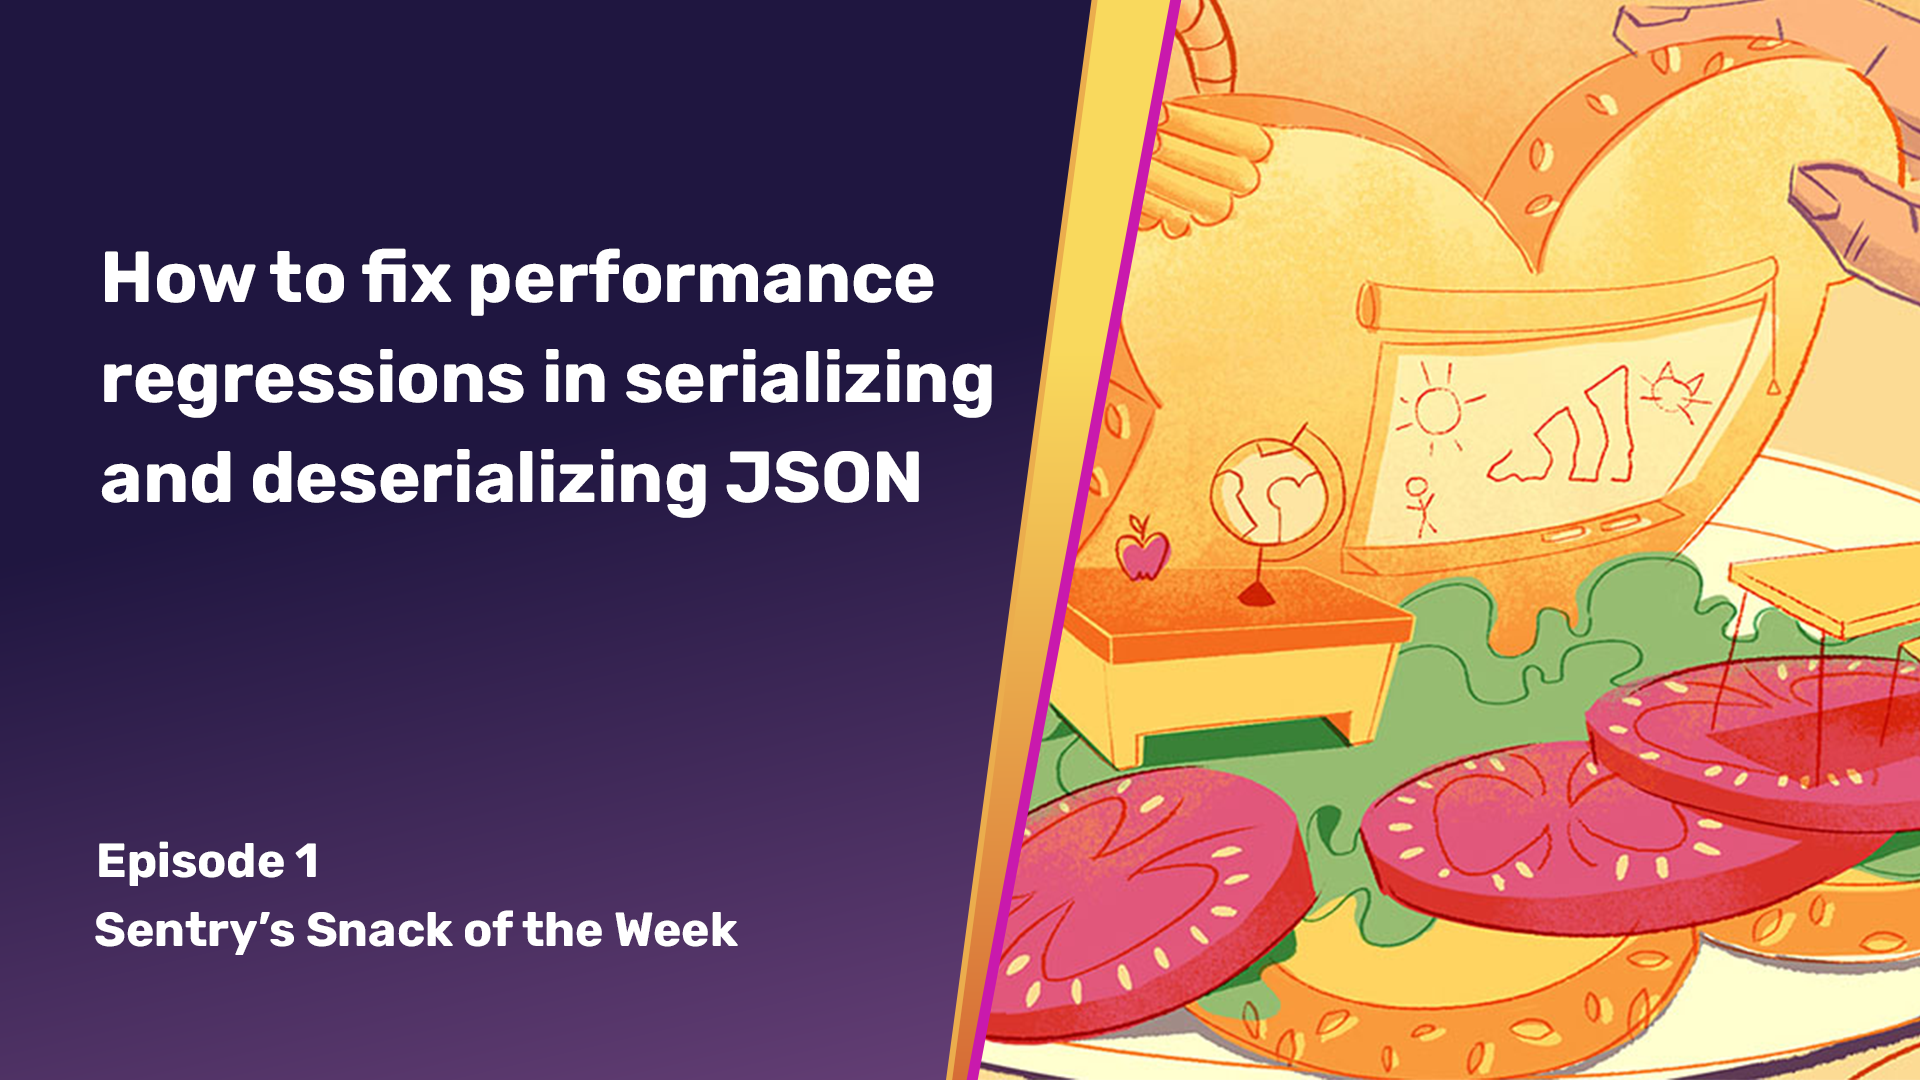 How to fix performance
regressions in serializing
and deserializing JSON
Episode 1
Sentry’s Snack of the Week